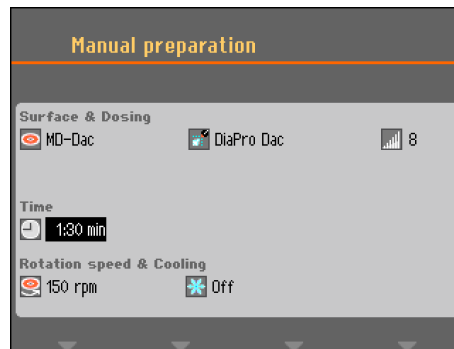 Manual preparation
Surface & Dosing
MD-Dac DiaPro Dac 8
Time
1:30 min
Rotation speed & Cooling
150 rpm Off